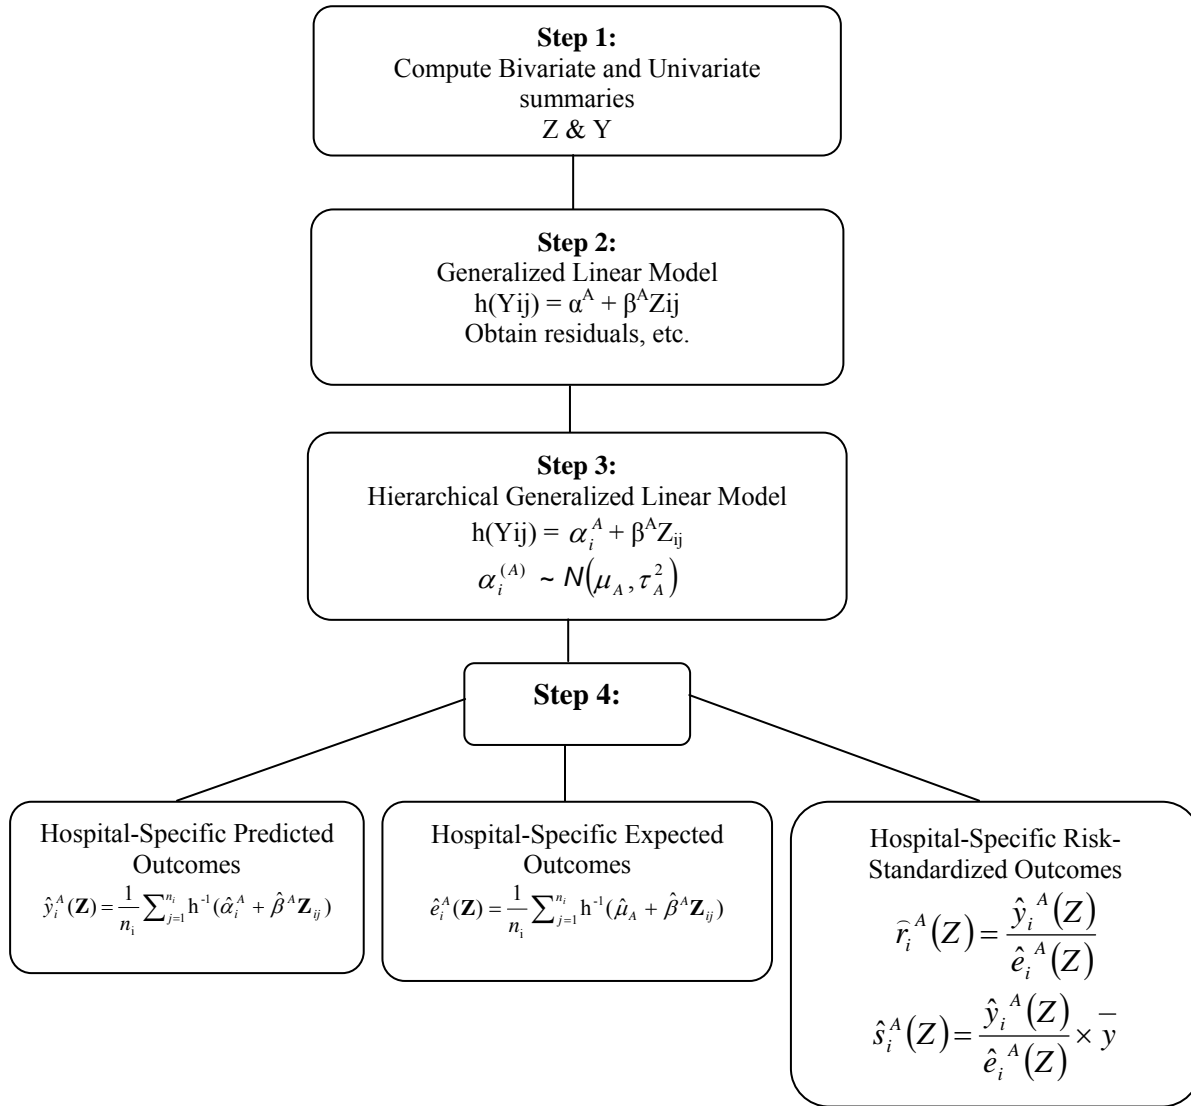 Step 1:
Compute Bivariate and Univariate
summaries
Z & Y
Step 2:
Generalized Linear Model
h(Yij) = α^A + β^A Zij
Obtain residuals, etc.
Step 3:
Hierarchical Generalized Linear Model
h(Yij) = α_i^A + β^A Z_ij
α_i^(A) ~ N(μ_A, τ_A^2)
Step 4:
Hospital-Specific Predicted
Outcomes
ŷ_i^A(Z) = 1/n_i ∑_{j=1}^{n_i} h^-1(α̂_i^A + β̂^A Z_ij)
Hospital-Specific Expected
Outcomes
ê_i^A(Z) = 1/n_i ∑_{j=1}^{n_i} h^-1(μ̂_A + β̂^A Z_ij)
Hospital-Specific Risk-
Standardized Outcomes
r̂_i^A(Z) = ŷ_i^A(Z) / ê_i^A(Z)
ŝ_i^A(Z) = ŷ_i^A(Z) / ê_i^A(Z) × ȳ